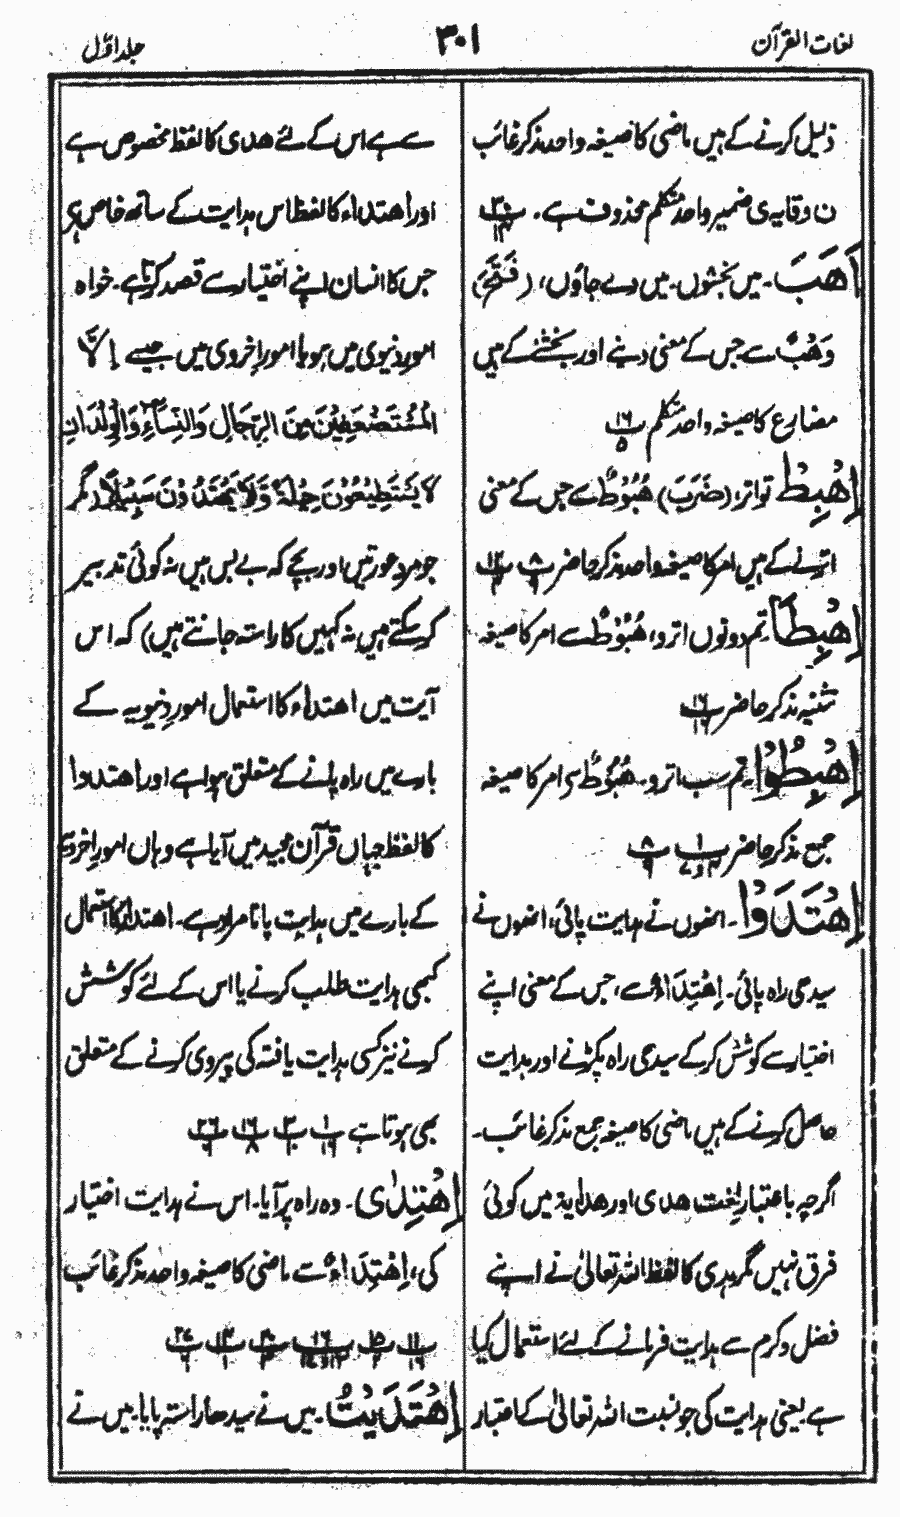 لغات القرآن
۳۰۱
جلد اوّل
ذلیل کرنے کے ہیں ماضی کا صیغہ واحد مذکر غائب
ن وقایہ ی ضمیر واحد متکلم محذوف ہے۔
اَهَبَ۔ میں بخشوں۔ میں دے جاؤں، (فَتَحَ)
وَهْبٌ سے جس کے معنی دینے اور بخشنے کے ہیں
مضارع کا صیغہ واحد متکلم پ۱۶ ۵
اِهْبِطْ تو اتر، (ضَرَبَ) هُبُوْطٌ سے جس کے معنی
اترنے کے ہیں امر کا صیغہ واحد مذکر حاضر
اِهْبِطَا تم دونوں اترو، هُبُوْطٌ سے امر کا صیغہ
تثنیہ مذکر حاضر پ۱۶ ۱۶
اِهْبِطُوْا۔ تم سب اترو۔ هُبُوْطٌ سے امر کا صیغہ
جمع مذکر حاضر
اِهْتَدَوْا۔ انھوں نے ہدایت پائی، انھوں نے
سیدھی راہ پائی۔ اِهْتِدَاءٌ سے، جس کے معنی اپنے
اختیار سے کوشش کرکے سیدھی راہ پکڑنے اور ہدایت
حاصل کرنے کے ہیں ماضی کا صیغہ جمع مذکر غائب۔
اگرچہ باعتبار لغت ھدی اور ھدایۃ میں کوئی
فرق نہیں مگر ہدی کا لفظ اللہ تعالیٰ نے اپنے
فضل و کرم سے ہدایت فرمانے کے لئے استعمال کیا
ہے یعنی ہدایت کی جو نسبت اللہ تعالیٰ کے اعتبار
سے ہے اس کے لئے ھدی کا لفظ مخصوص ہے
اور اھتداء کا لفظ اس ہدایت کے ساتھ خاص ہے
جس کا انسان اپنے اختیار سے قصد کرتا ہے۔ خواہ
امور دنیوی میں ہو یا امور اخروی میں جیسے اِلَّا
الْمُسْتَضْعَفِيْنَ مِنَ الرِّجَالِ وَالنِّسَآءِ وَالْوِلْدَانِ
لَا يَسْتَطِيْعُوْنَ حِيْلَةً وَّلَا يَهْتَدُوْنَ سَبِيْلًا (مگر
جو مرد عورتیں اور بچے کہ بے بس ہیں نہ کوئی تدبیر
کر سکتے ہیں نہ کہیں کا راستہ جانتے ہیں) کہ اس
آیت میں اھتداء کا استعمال امور دنیویہ کے
بارے میں راہ پانے کے متعلق ہوا ہے اور اھتدوا
کا لفظ جہاں قرآن مجید میں آیا ہے وہاں امور اخروی
کے بارے میں ہدایت پانا مراد ہے۔ اھتداء کا استعمال
کبھی ہدایت طلب کرنے یا اس کے لئے کوشش
کرنے نیز کسی ہدایت یافتہ کی پیروی کرنے کے متعلق
بھی ہوتا ہے
اِهْتَدٰی۔ وہ راہ پر آیا۔ اس نے ہدایت اختیار
کی، اِهْتِدَاءٌ سے ماضی کا صیغہ واحد مذکر غائب
اِهْتَدَيْتُ۔ میں نے سیدھا راستہ پایا۔ میں نے